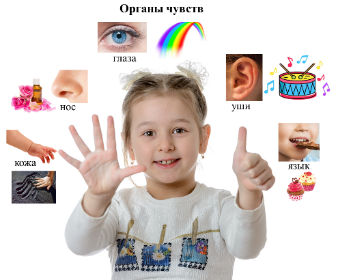 Органы чувств
глаза
нос
уши
кожа
язык